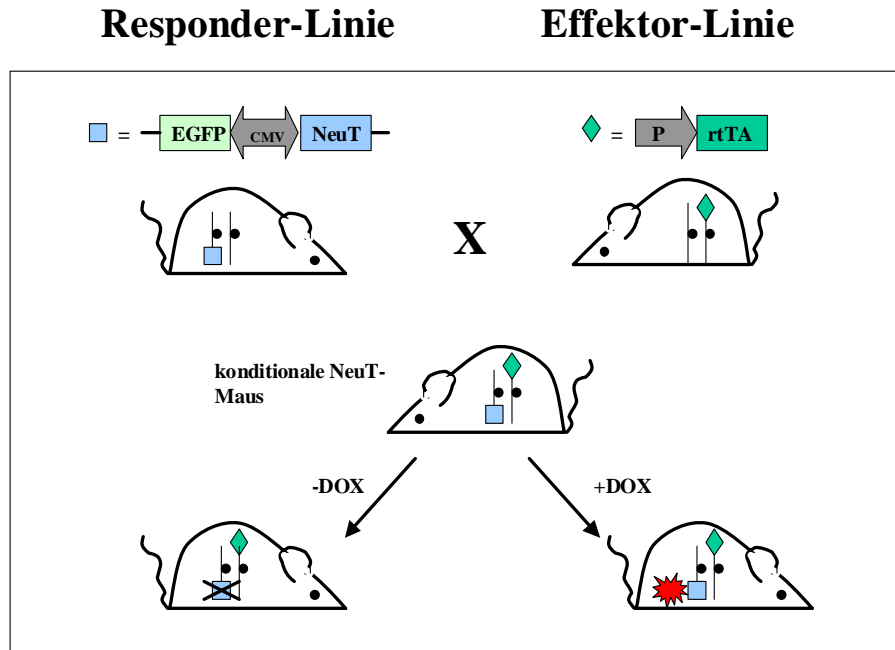 Responder-Linie
Effektor-Linie
= EGFP CMV NeuT
= P rtTA
X
konditionale NeuT-
Maus
-DOX
+DOX